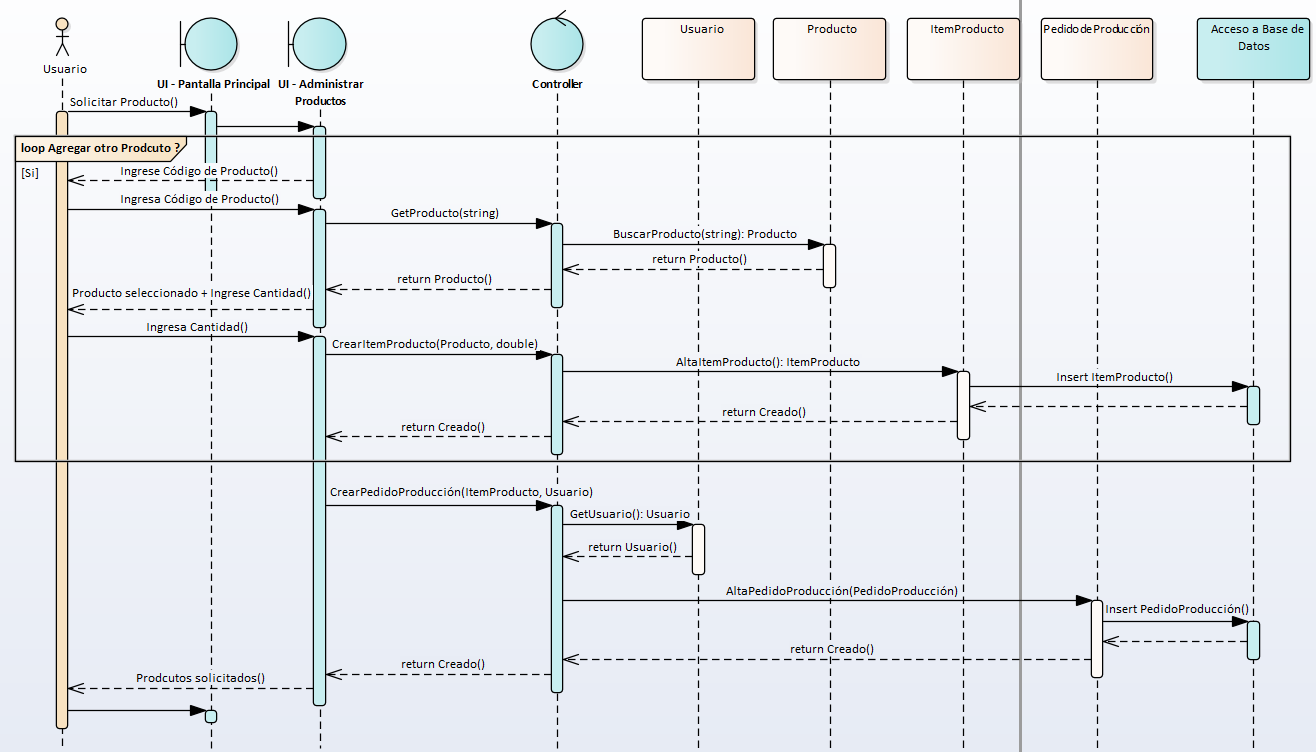 Usuario
UI - Pantalla Principal
UI - Administrar
Productos
Controller
Usuario
Producto
ItemProducto
PedidodeProducción
Acceso a Base de
Datos
Solicitar Producto()
loop Agregar otro Prodcuto ?
[Si]
Ingrese Código de Producto()
Ingresa Código de Producto()
GetProducto(string)
BuscarProducto(string): Producto
return Producto()
return Producto()
Producto seleccionado + Ingrese Cantidad()
Ingresa Cantidad()
CrearItemProducto(Producto, double)
AltaItemProducto(): ItemProducto
Insert ItemProducto()
return Creado()
return Creado()
CrearPedidoProducción(ItemProducto, Usuario)
GetUsuario(): Usuario
return Usuario()
AltaPedidoProducción(PedidoProducción)
Insert PedidoProducción()
return Creado()
return Creado()
Prodcutos solicitados()